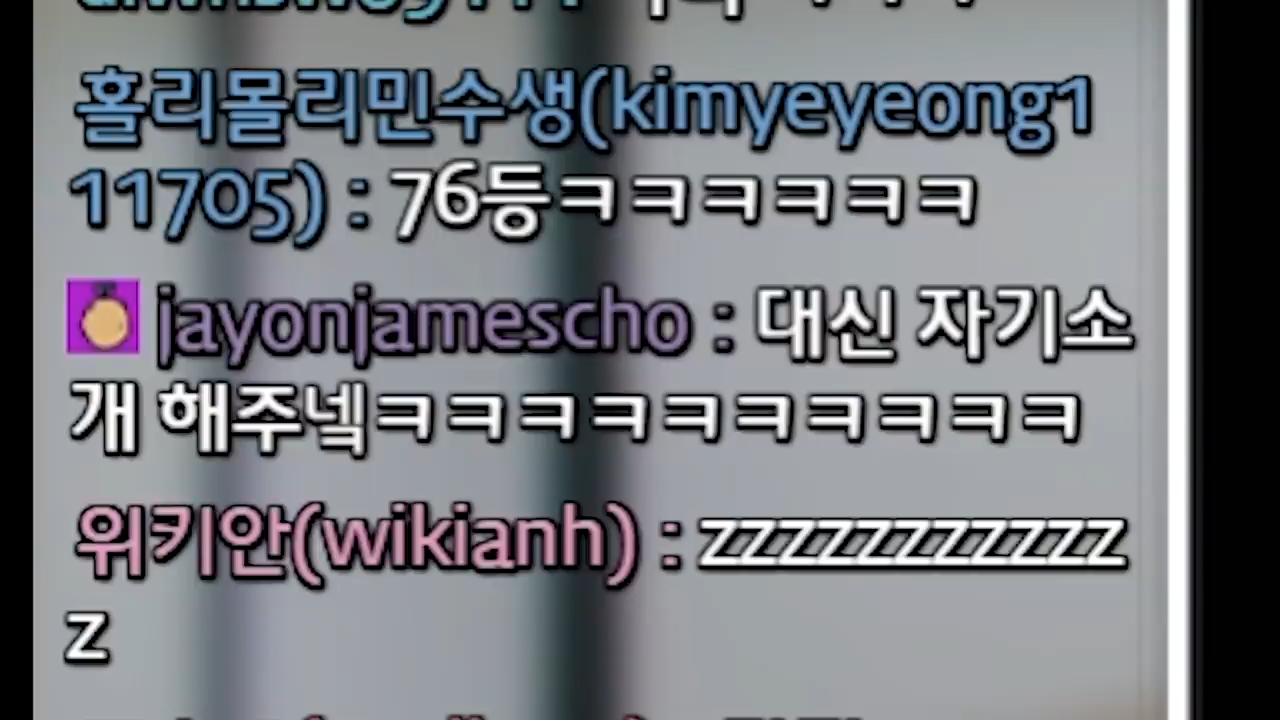 홀리몰리민수생(kimyeyeong1
11705) : 76등ㅋㅋㅋㅋㅋㅋ
jayonjamescho : 대신 자기소
개 해주넼ㅋㅋㅋㅋㅋㅋㅋㅋㅋㅋ
위키안(wikianh) : zzzzzzzzzzz
z